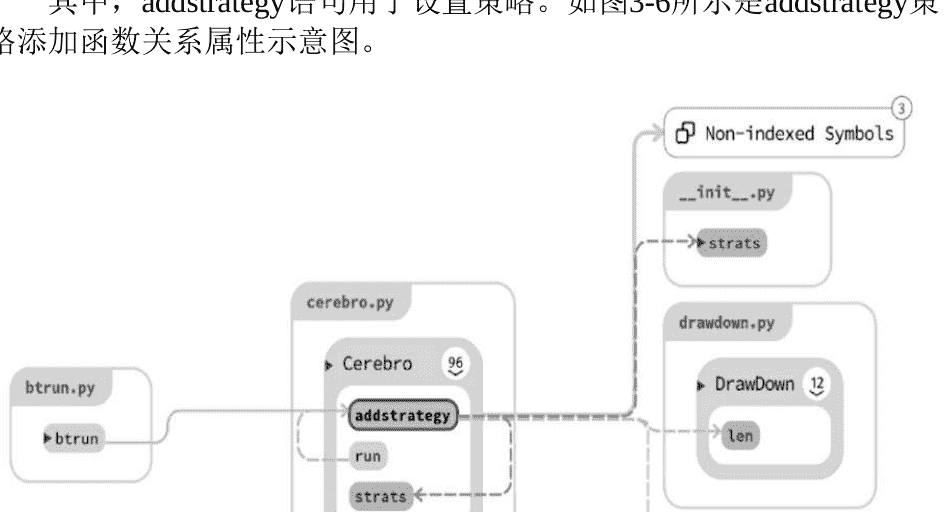 其中，addstrategy语句用于设置策略。如图3-6所示是addstrategy策
略添加函数关系属性示意图。
3
Non-indexed Symbols
__init__.py
strats
cerebro.py
drawdown.py
Cerebro 96
btrun.py
DrawDown 12
addstrategy
btrun
len
run
strats